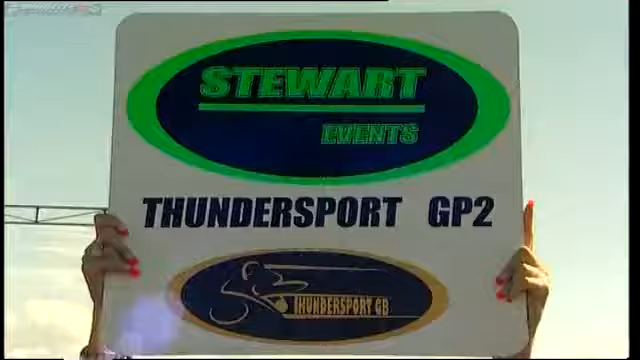 STEWART
EVENTS
THUNDERSPORT GP2
THUNDERSPORT GB